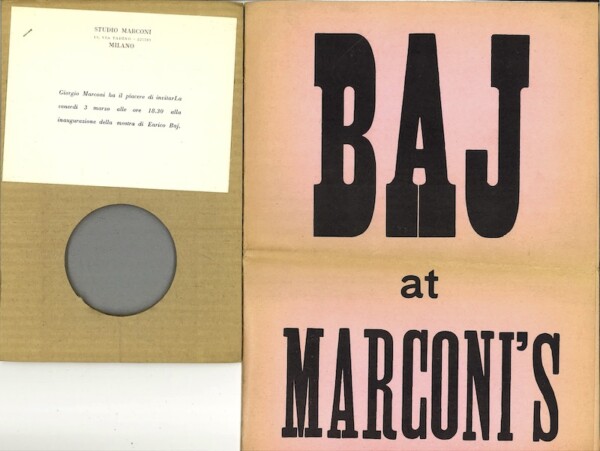 STUDIO MARCONI
MILANO
Giorgio Marconi ha il piacere di invitarLa
venerdì 3 marzo alle ore 18.30 alla
inaugurazione della mostra di Enrico Baj.
BAJ
at
MARCONI'S